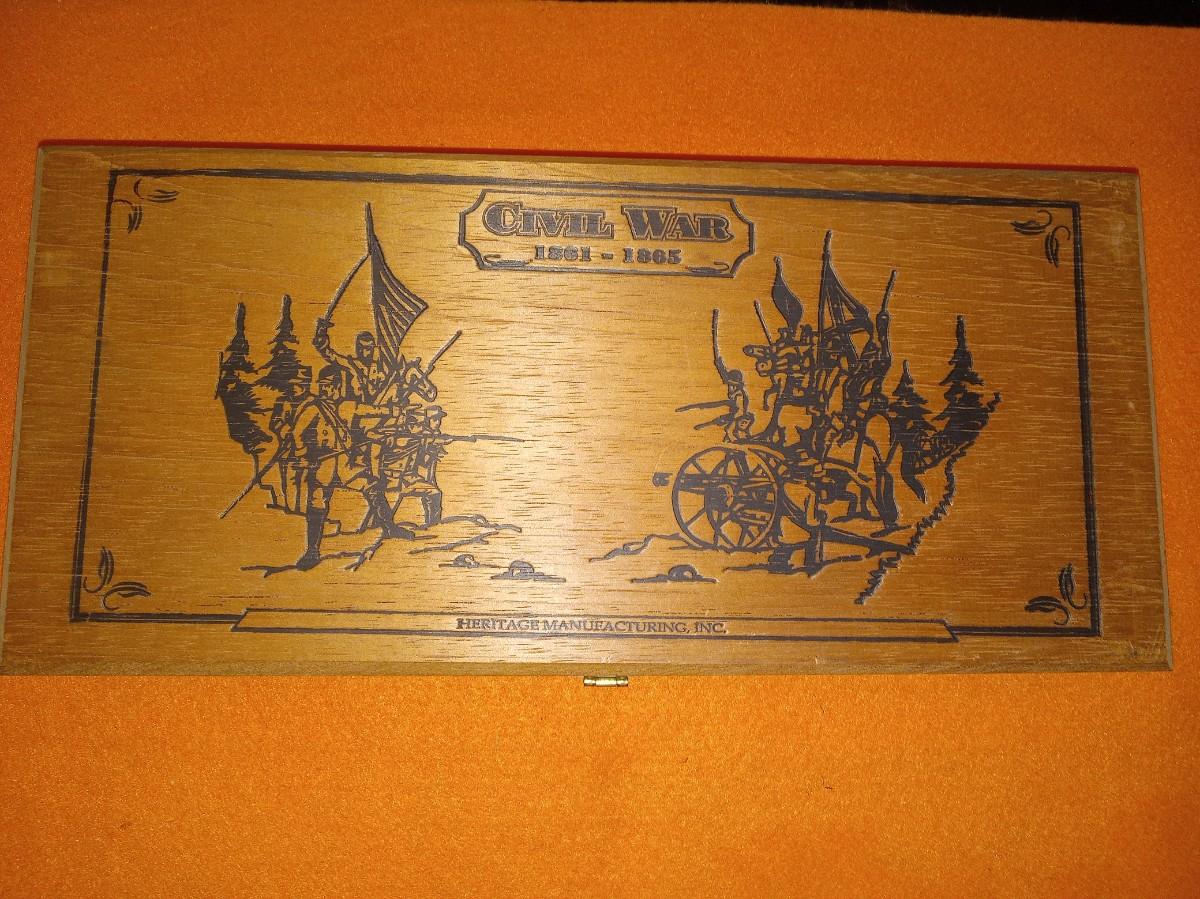 CIVIL WAR
1861 - 1865
HERITAGE MANUFACTURING, INC.